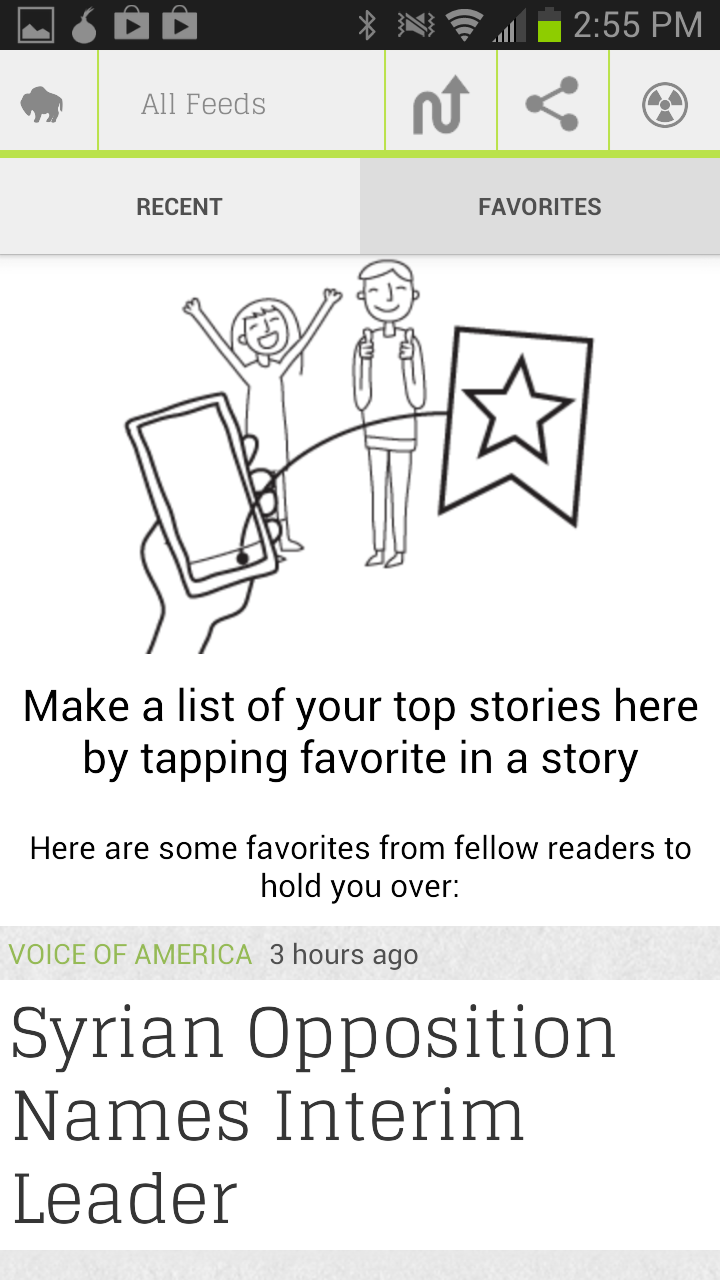 2:55 PM
All Feeds
RECENT
FAVORITES
Make a list of your top stories here
by tapping favorite in a story
Here are some favorites from fellow readers to
hold you over:
VOICE OF AMERICA 3 hours ago
Syrian Opposition
Names Interim
Leader